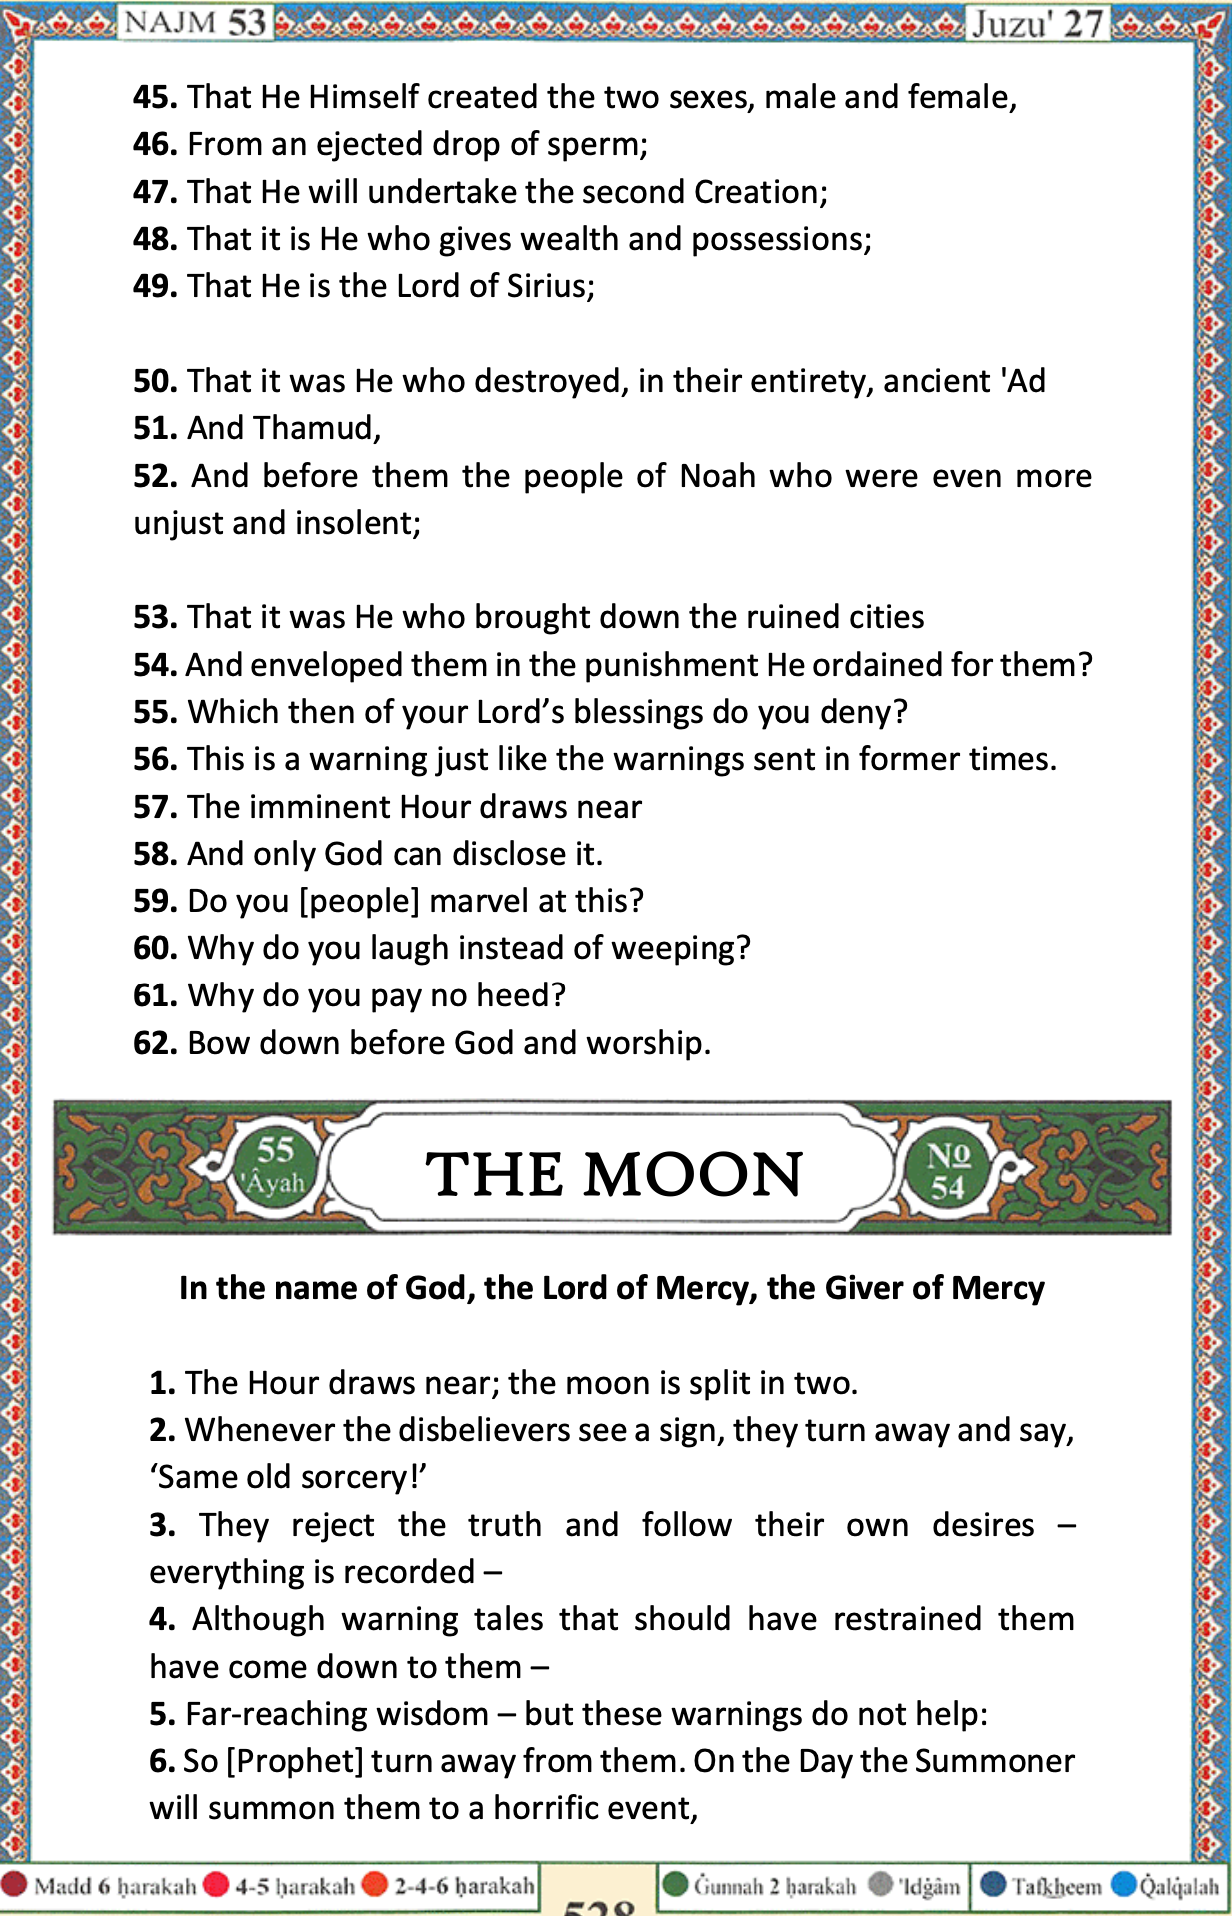 NAJM 53 Juzu' 27
45. That He Himself created the two sexes, male and female,
46. From an ejected drop of sperm;
47. That He will undertake the second Creation;
48. That it is He who gives wealth and possessions;
49. That He is the Lord of Sirius;
50. That it was He who destroyed, in their entirety, ancient 'Ad
51. And Thamud,
52. And before them the people of Noah who were even more
unjust and insolent;
53. That it was He who brought down the ruined cities
54. And enveloped them in the punishment He ordained for them?
55. Which then of your Lord’s blessings do you deny?
56. This is a warning just like the warnings sent in former times.
57. The imminent Hour draws near
58. And only God can disclose it.
59. Do you [people] marvel at this?
60. Why do you laugh instead of weeping?
61. Why do you pay no heed?
62. Bow down before God and worship.
55
'Âyah
THE MOON
Nº
54
In the name of God, the Lord of Mercy, the Giver of Mercy
1. The Hour draws near; the moon is split in two.
2. Whenever the disbelievers see a sign, they turn away and say,
‘Same old sorcery!’
3. They reject the truth and follow their own desires –
everything is recorded –
4. Although warning tales that should have restrained them
have come down to them –
5. Far-reaching wisdom – but these warnings do not help:
6. So [Prophet] turn away from them. On the Day the Summoner
will summon them to a horrific event,
Madd 6 ḥarakah 4-5 ḥarakah 2-4-6 ḥarakah 528 Ġunnah 2 ḥarakah 'Idġâm Tafkheem Q̇alq̇alah